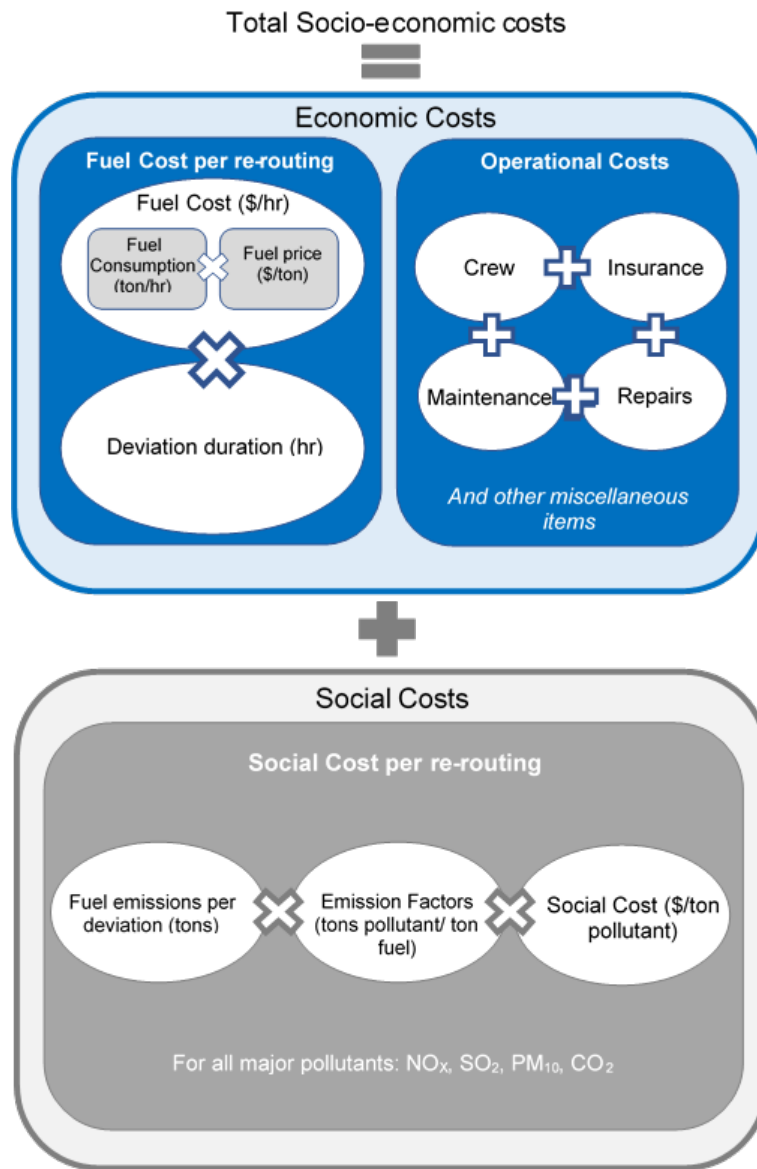 Total Socio-economic costs
Economic Costs
Fuel Cost per re-routing
Fuel Cost ($/hr)
Fuel
Consumption
(ton/hr)
Fuel price
($/ton)
Deviation duration (hr)
Operational Costs
Crew
Insurance
Maintenance
Repairs
And other miscellaneous
items
Social Costs
Social Cost per re-routing
Fuel emissions per
deviation (tons)
Emission Factors
(tons pollutant/ ton
fuel)
Social Cost ($/ton
pollutant)
For all major pollutants: NOₓ, SO₂, PM₁₀, CO₂